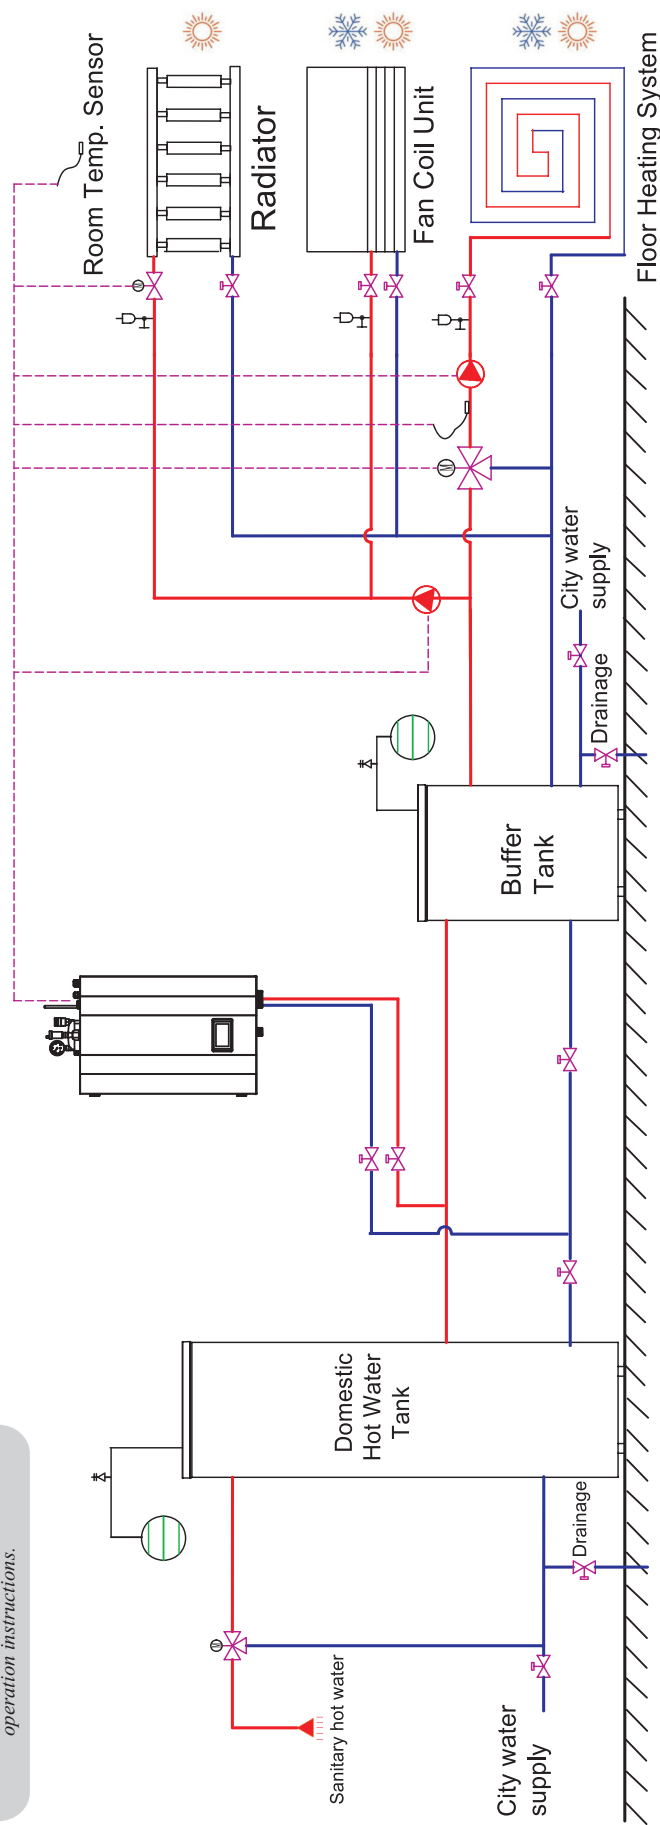 operation instructions.
Sanitary hot water
City water
supply
Drainage
Domestic
Hot Water
Tank
Buffer
Tank
Drainage
City water
supply
Room Temp. Sensor
Radiator
Fan Coil Unit
Floor Heating System